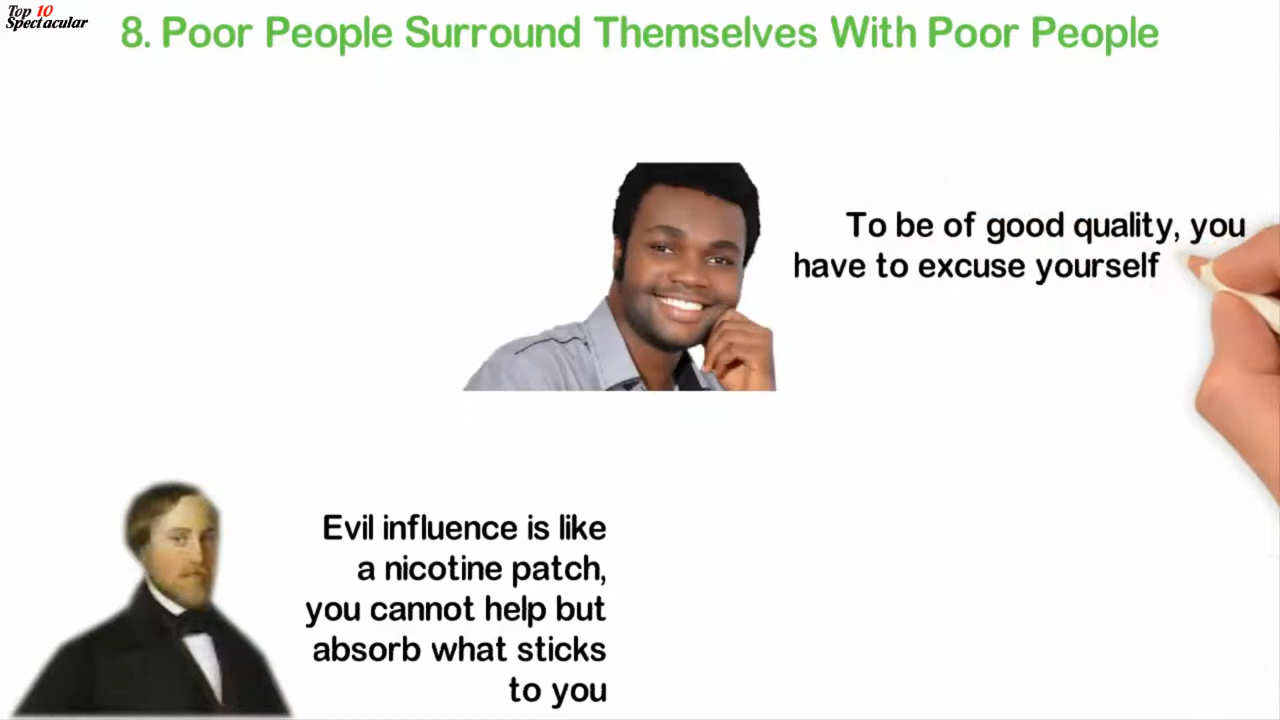 Top 10
Spectacular
8. Poor People Surround Themselves With Poor People
To be of good quality, you
have to excuse yourself
Evil influence is like
a nicotine patch,
you cannot help but
absorb what sticks
to you